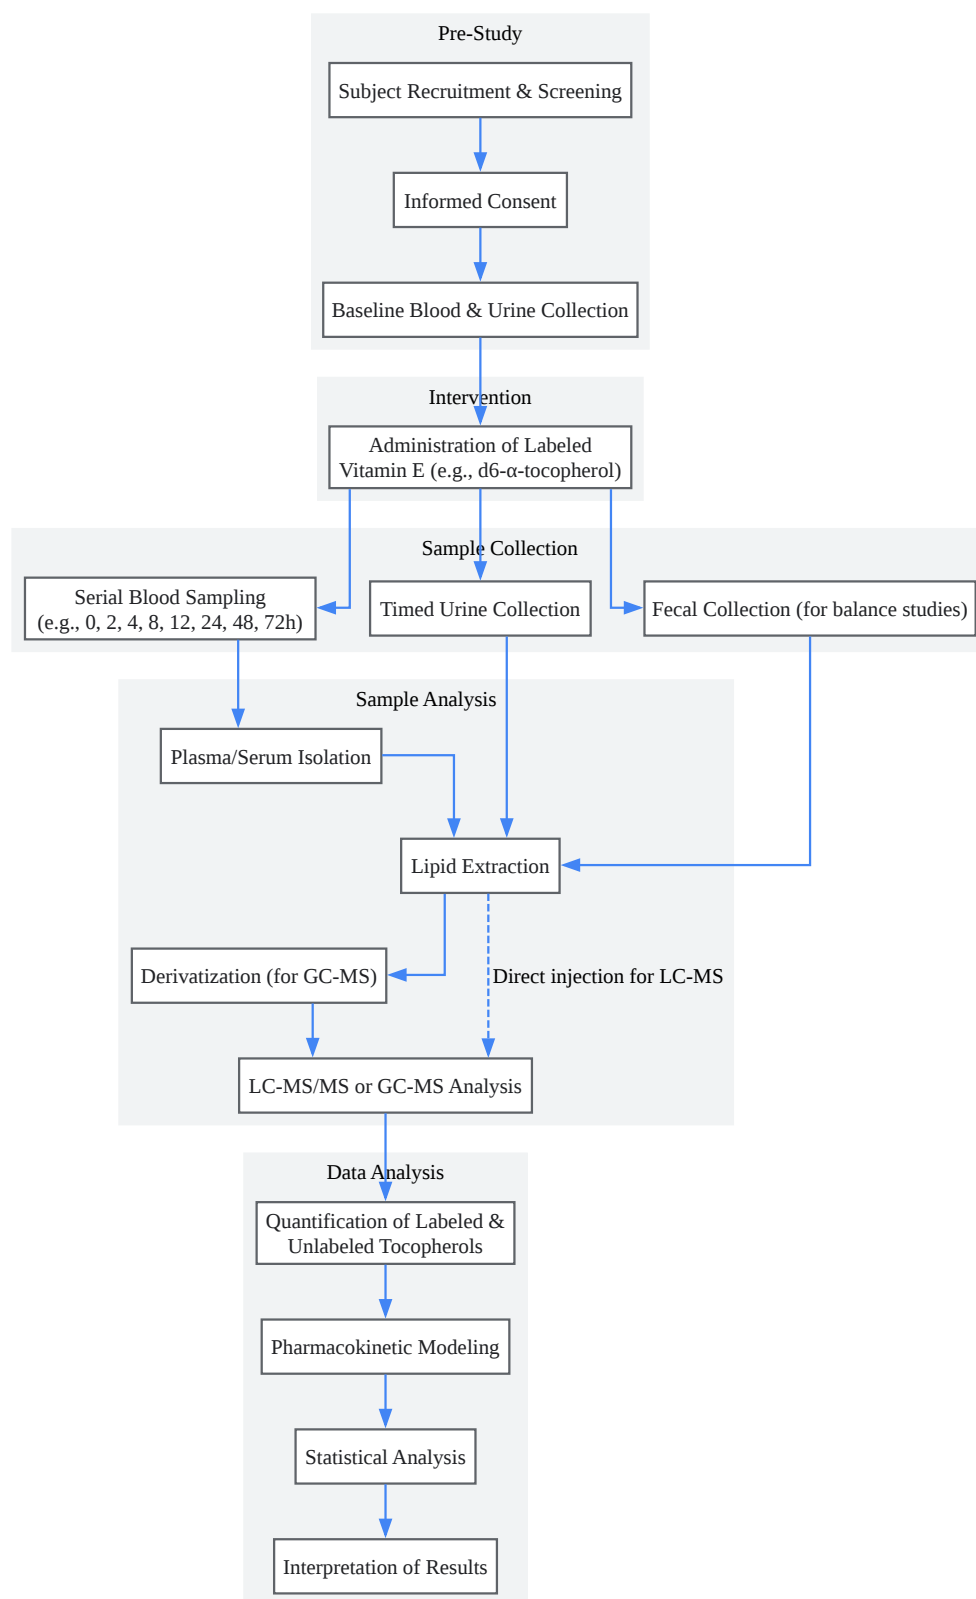 Pre-Study
Subject Recruitment & Screening
Informed Consent
Baseline Blood & Urine Collection
Intervention
Administration of Labeled
Vitamin E (e.g., d6-α-tocopherol)
Sample Collection
Serial Blood Sampling
(e.g., 0, 2, 4, 8, 12, 24, 48, 72h)
Timed Urine Collection
Fecal Collection (for balance studies)
Sample Analysis
Plasma/Serum Isolation
Lipid Extraction
Derivatization (for GC-MS)
Direct injection for LC-MS
LC-MS/MS or GC-MS Analysis
Data Analysis
Quantification of Labeled &
Unlabeled Tocopherols
Pharmacokinetic Modeling
Statistical Analysis
Interpretation of Results